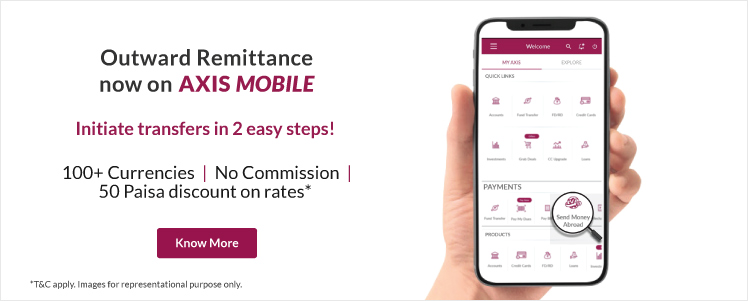 Outward Remittance
now on AXIS MOBILE
Initiate transfers in 2 easy steps!
100+ Currencies | No Commission |
50 Paisa discount on rates*
Know More
*T&C apply. Images for representational purpose only.
Welcome
MY AXIS EXPLORE
QUICK LINKS
Accounts Fund Transfer FD/RD Credit Cards
Investments Grab Deals CC Upgrade Loans
PAYMENTS
Fund Transfer
Send Money
Abroad
PRODUCTS
Accounts Credit Cards FD/RD Loans